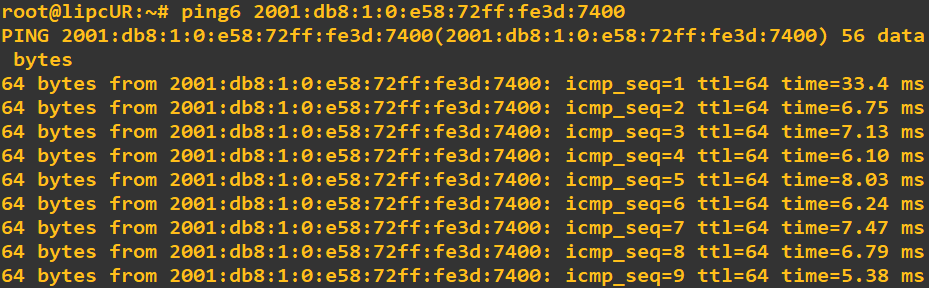 root@lipcUR:~# ping6 2001:db8:1:0:e58:72ff:fe3d:7400
PING 2001:db8:1:0:e58:72ff:fe3d:7400(2001:db8:1:0:e58:72ff:fe3d:7400) 56 data
bytes
64 bytes from 2001:db8:1:0:e58:72ff:fe3d:7400: icmp_seq=1 ttl=64 time=33.4 ms
64 bytes from 2001:db8:1:0:e58:72ff:fe3d:7400: icmp_seq=2 ttl=64 time=6.75 ms
64 bytes from 2001:db8:1:0:e58:72ff:fe3d:7400: icmp_seq=3 ttl=64 time=7.13 ms
64 bytes from 2001:db8:1:0:e58:72ff:fe3d:7400: icmp_seq=4 ttl=64 time=6.10 ms
64 bytes from 2001:db8:1:0:e58:72ff:fe3d:7400: icmp_seq=5 ttl=64 time=8.03 ms
64 bytes from 2001:db8:1:0:e58:72ff:fe3d:7400: icmp_seq=6 ttl=64 time=6.24 ms
64 bytes from 2001:db8:1:0:e58:72ff:fe3d:7400: icmp_seq=7 ttl=64 time=7.47 ms
64 bytes from 2001:db8:1:0:e58:72ff:fe3d:7400: icmp_seq=8 ttl=64 time=6.79 ms
64 bytes from 2001:db8:1:0:e58:72ff:fe3d:7400: icmp_seq=9 ttl=64 time=5.38 ms